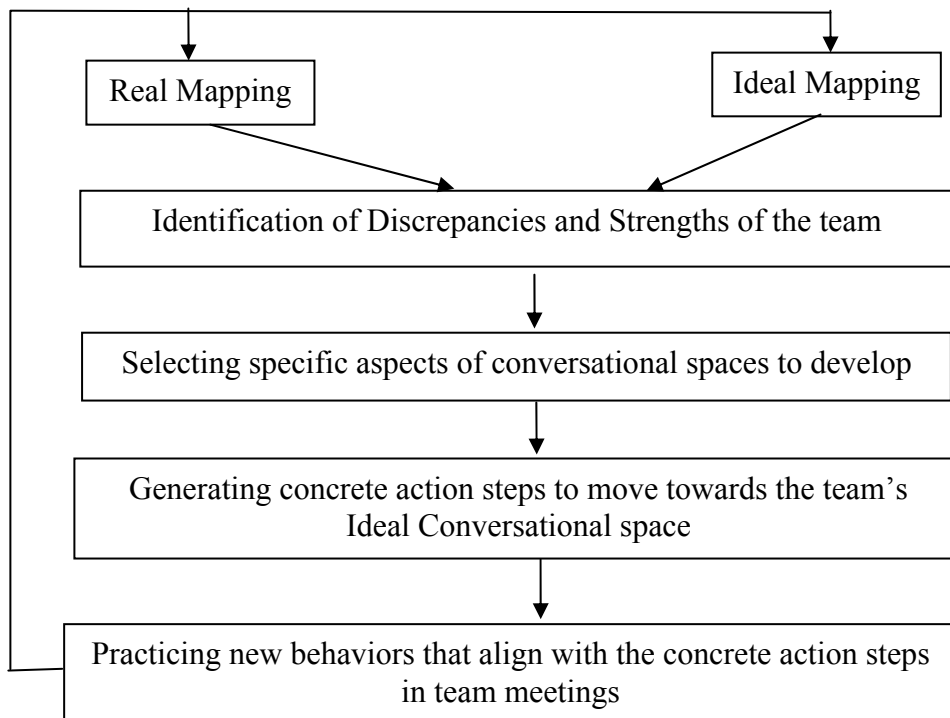 Real Mapping
Ideal Mapping
Identification of Discrepancies and Strengths of the team
Selecting specific aspects of conversational spaces to develop
Generating concrete action steps to move towards the team’s
Ideal Conversational space
Practicing new behaviors that align with the concrete action steps
in team meetings